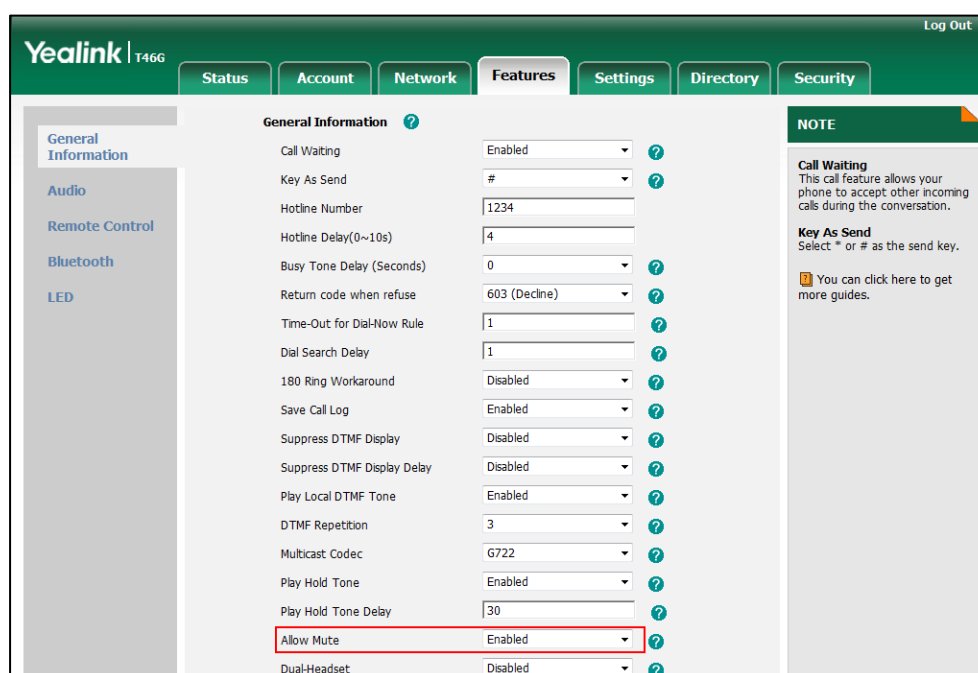 Log Out
Yealink | T46G
Status Account Network Features Settings Directory Security
General Information
Audio
Remote Control
Bluetooth
LED
General Information ?
Call Waiting Enabled ?
Key As Send # ?
Hotline Number 1234
Hotline Delay(0~10s) 4
Busy Tone Delay (Seconds) 0 ?
Return code when refuse 603 (Decline) ?
Time-Out for Dial-Now Rule 1 ?
Dial Search Delay 1 ?
180 Ring Workaround Disabled ?
Save Call Log Enabled ?
Suppress DTMF Display Disabled ?
Suppress DTMF Display Delay Disabled ?
Play Local DTMF Tone Enabled ?
DTMF Repetition 3 ?
Multicast Codec G722 ?
Play Hold Tone Enabled ?
Play Hold Tone Delay 30 ?
Allow Mute Enabled ?
Dual-Headset Disabled ?
NOTE
Call Waiting
This call feature allows your
phone to accept other incoming
calls during the conversation.
Key As Send
Select * or # as the send key.
? You can click here to get
more guides.